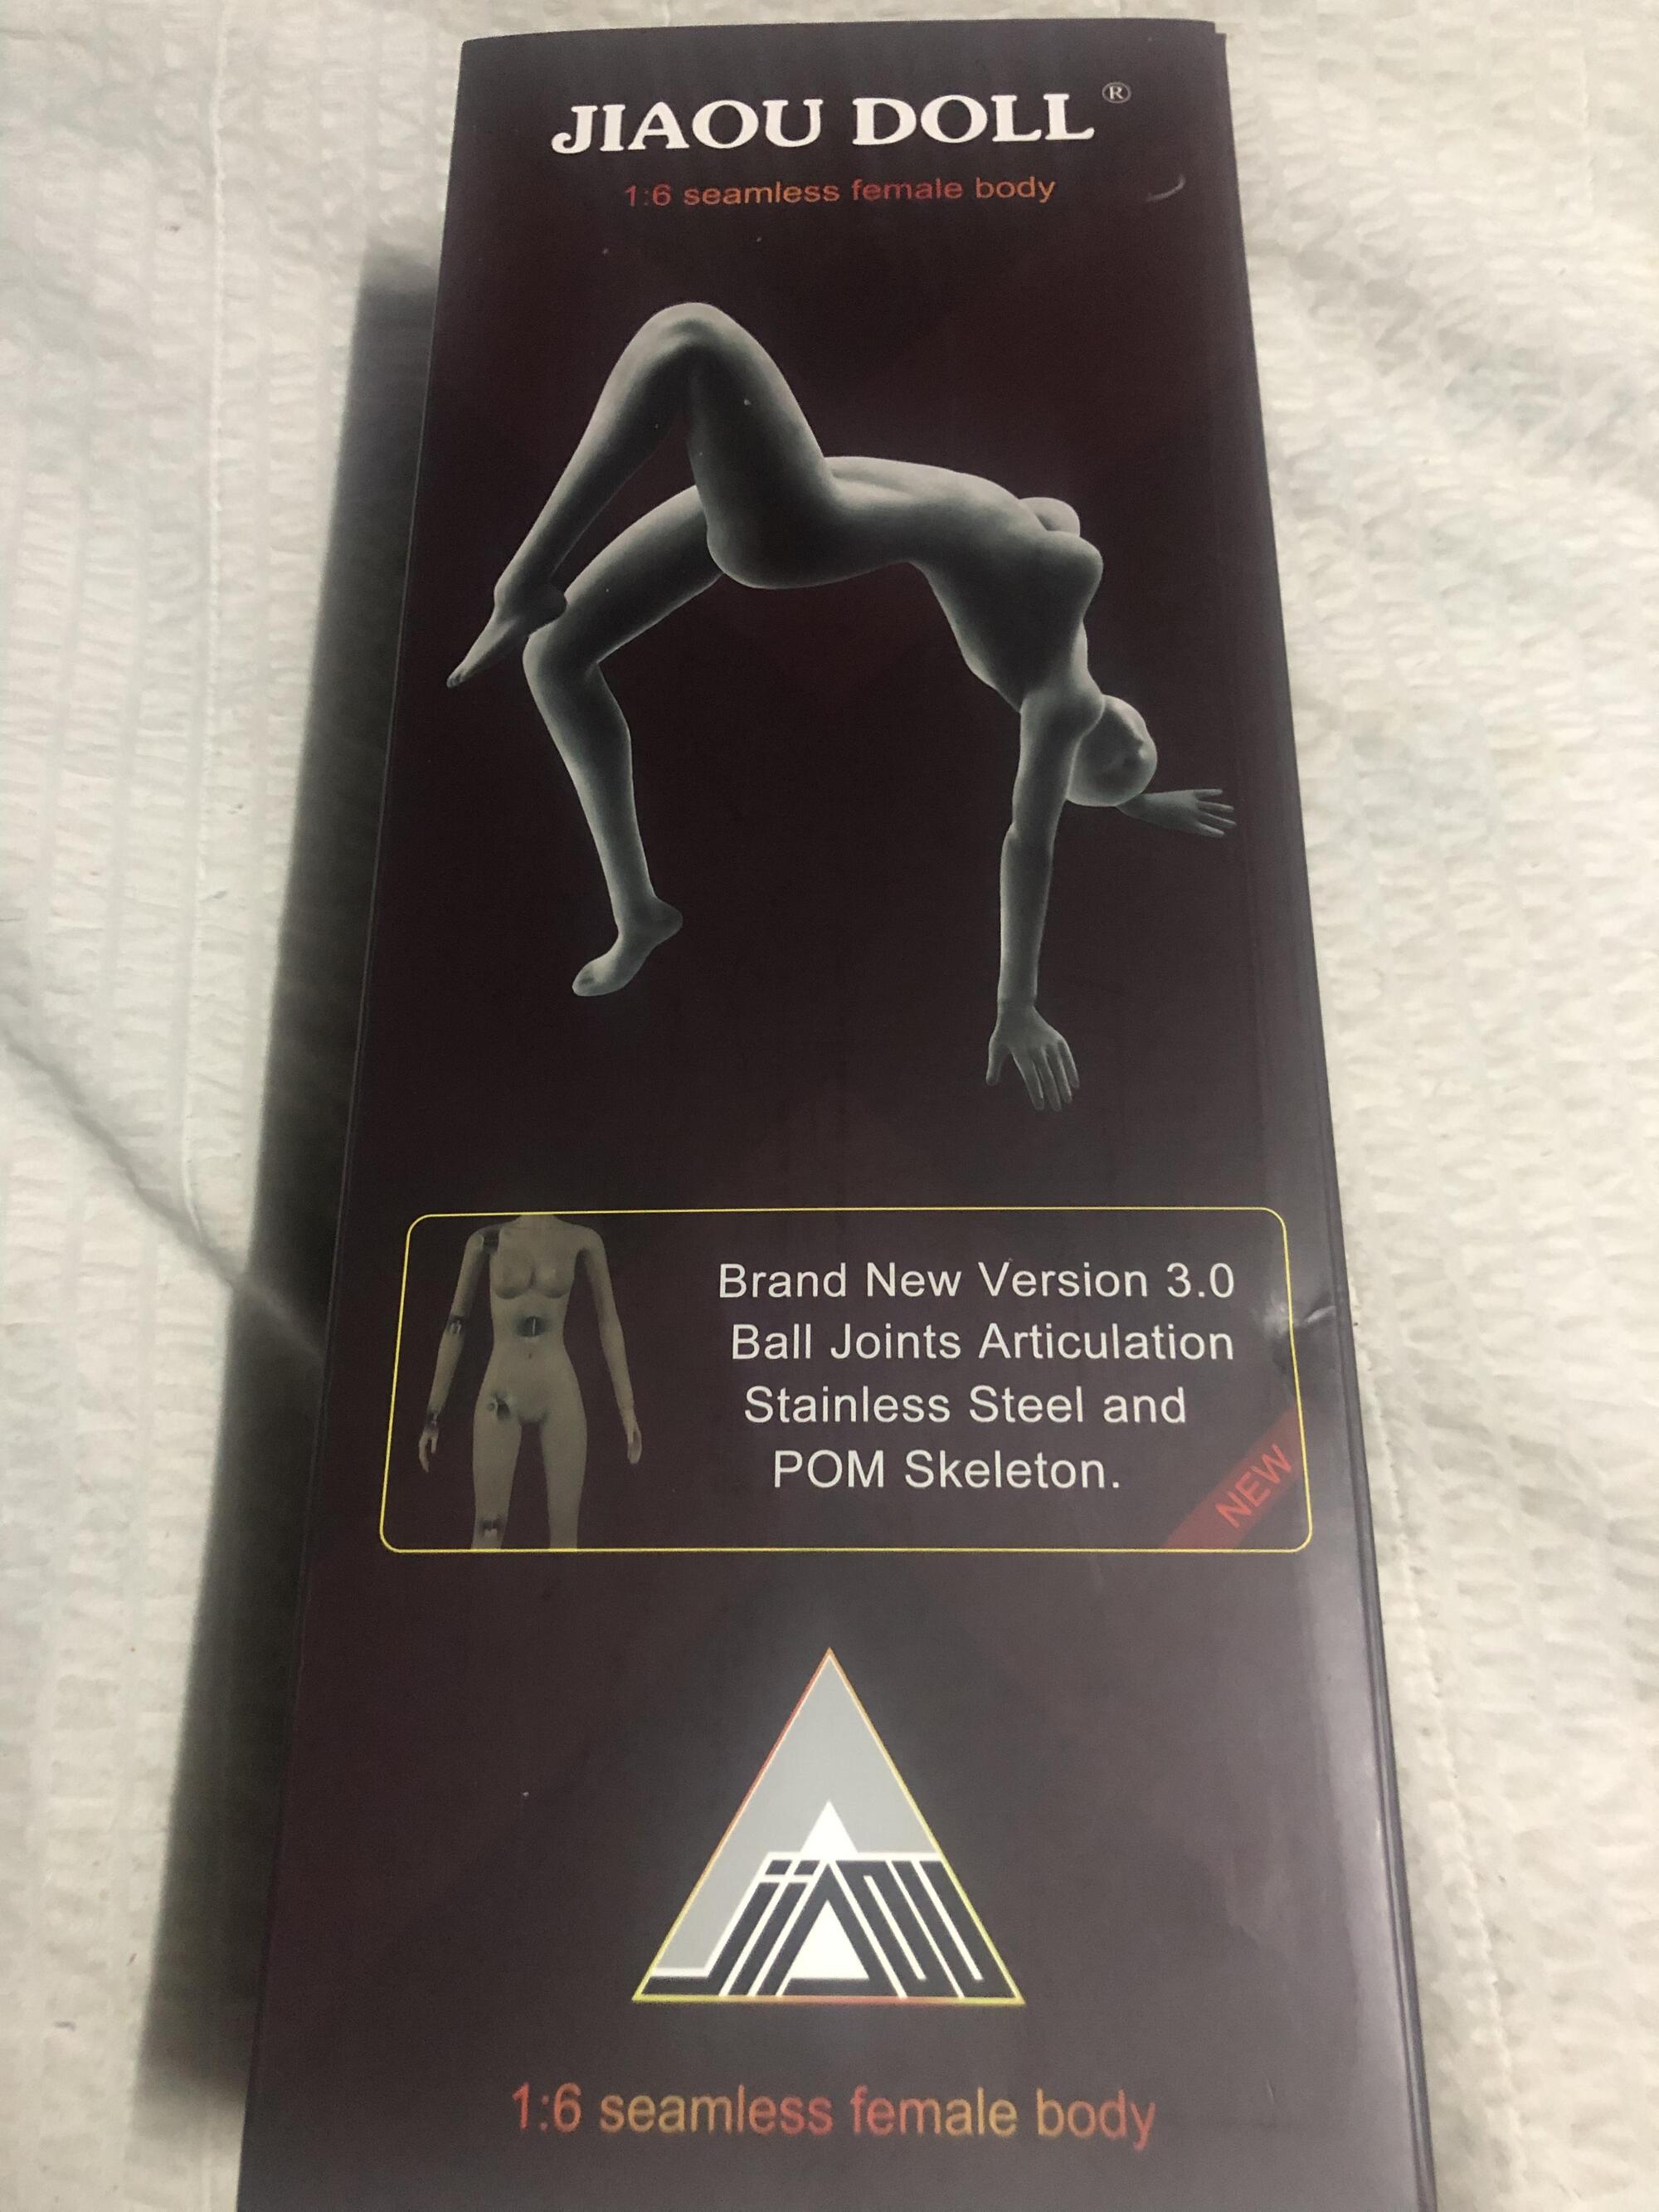 JIAOU DOLL ®
1:6 seamless female body
Brand New Version 3.0
Ball Joints Articulation
Stainless Steel and
POM Skeleton.
NEW
jiAOU
1:6 seamless female body